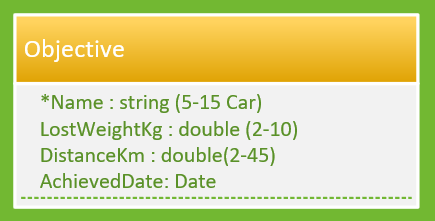 Objective
*Name : string (5-15 Car)
LostWeightKg : double (2-10)
DistanceKm : double(2-45)
AchievedDate: Date